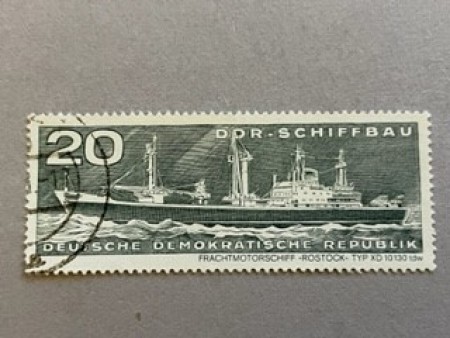 20 DDR-SCHIFFBAU
DEUTSCHE DEMOKRATISCHE REPUBLIK
FRACHTMOTORSCHIFF «ROSTOCK» TYP XD 10130 tdw